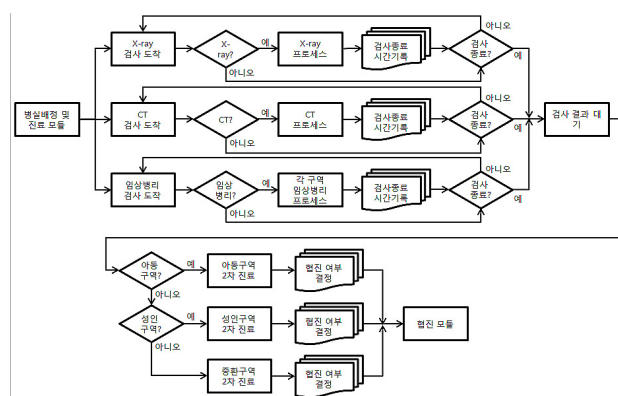 아니오
X-ray
검사 도착
X-
ray?
예
X-ray
프로세스
검사종료
시간기록
검사
종료?
예
아니오
아니오
병실배정 및
진료 모듈
CT
검사 도착
CT?
예
CT
프로세스
검사종료
시간기록
검사
종료?
예
검사 결과 대
기
아니오
아니오
임상병리
검사 도착
임상
병리?
예
각 구역
임상병리
프로세스
검사종료
시간기록
검사
종료?
예
아니오
아동
구역?
예
아동구역
2차 진료
협진 여부
결정
아니오
성인
구역?
예
성인구역
2차 진료
협진 여부
결정
협진 모듈
아니오
중환구역
2차 진료
협진 여부
결정